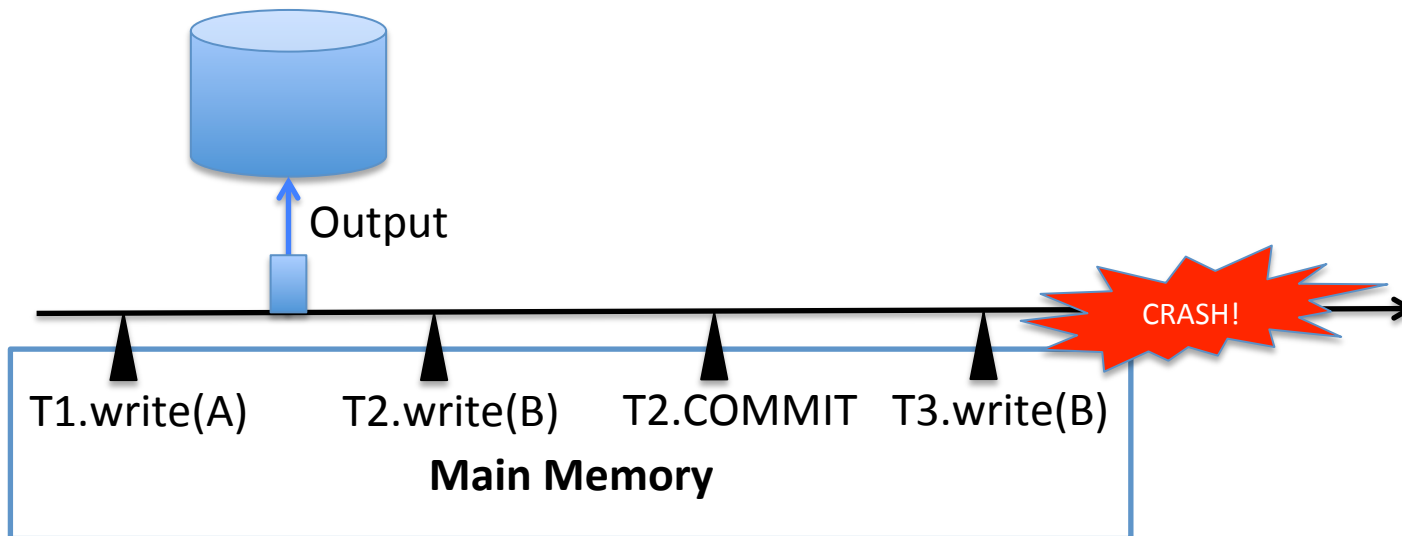 Output
CRASH!
T1.write(A) T2.write(B) T2.COMMIT T3.write(B)
Main Memory